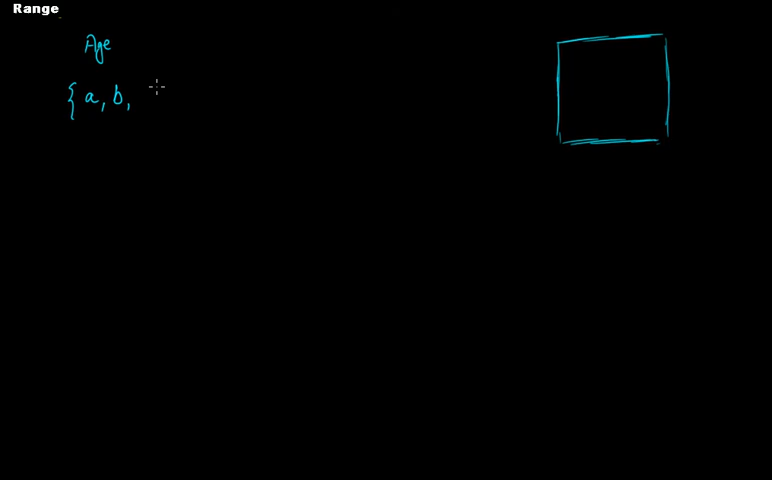 Range
Age
{ a, b,